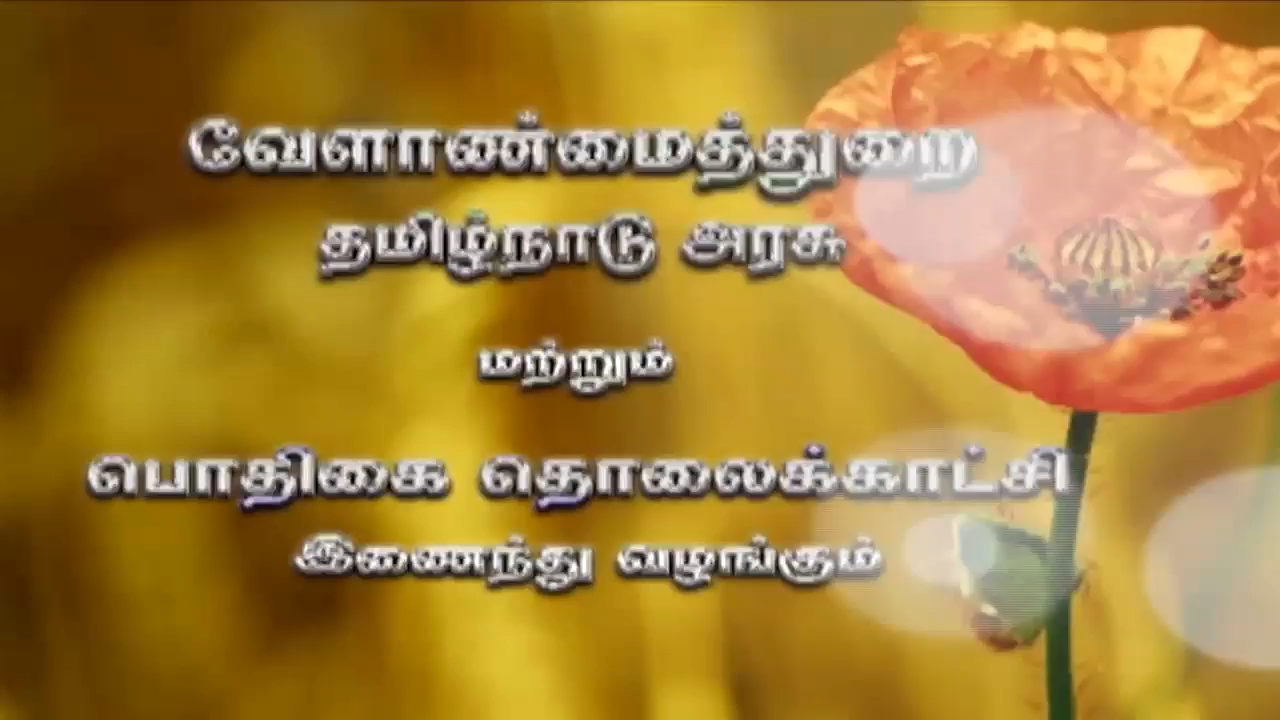 வேளாண்மைத்துறை
தமிழ்நாடு அரசு
மற்றும்
பொதிகை தொலைக்காட்சி
இணைந்து வழங்கும்